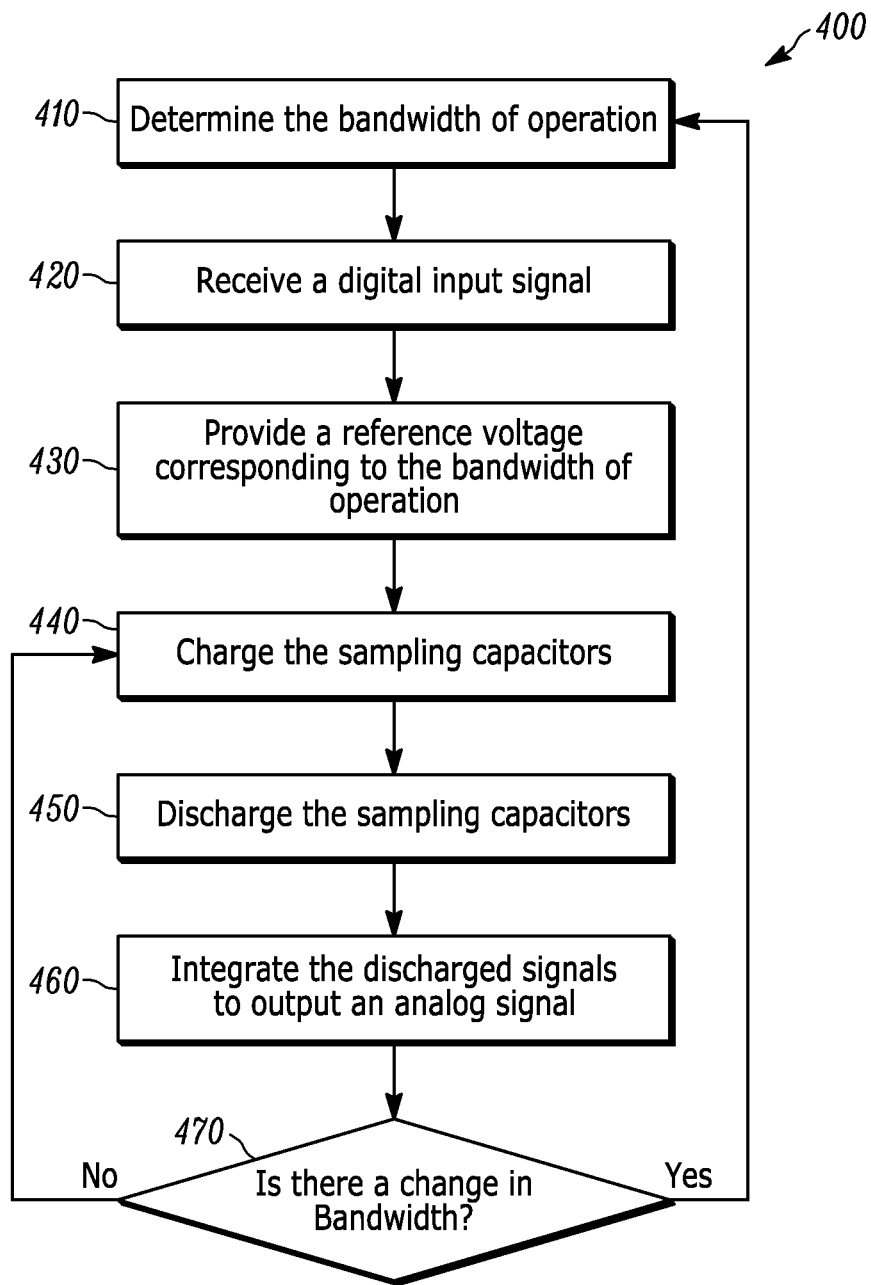 400
410
Determine the bandwidth of operation
420
Receive a digital input signal
430
Provide a reference voltage
corresponding to the bandwidth of
operation
440
Charge the sampling capacitors
450
Discharge the sampling capacitors
460
Integrate the discharged signals
to output an analog signal
470
No
Is there a change in
Bandwidth?
Yes